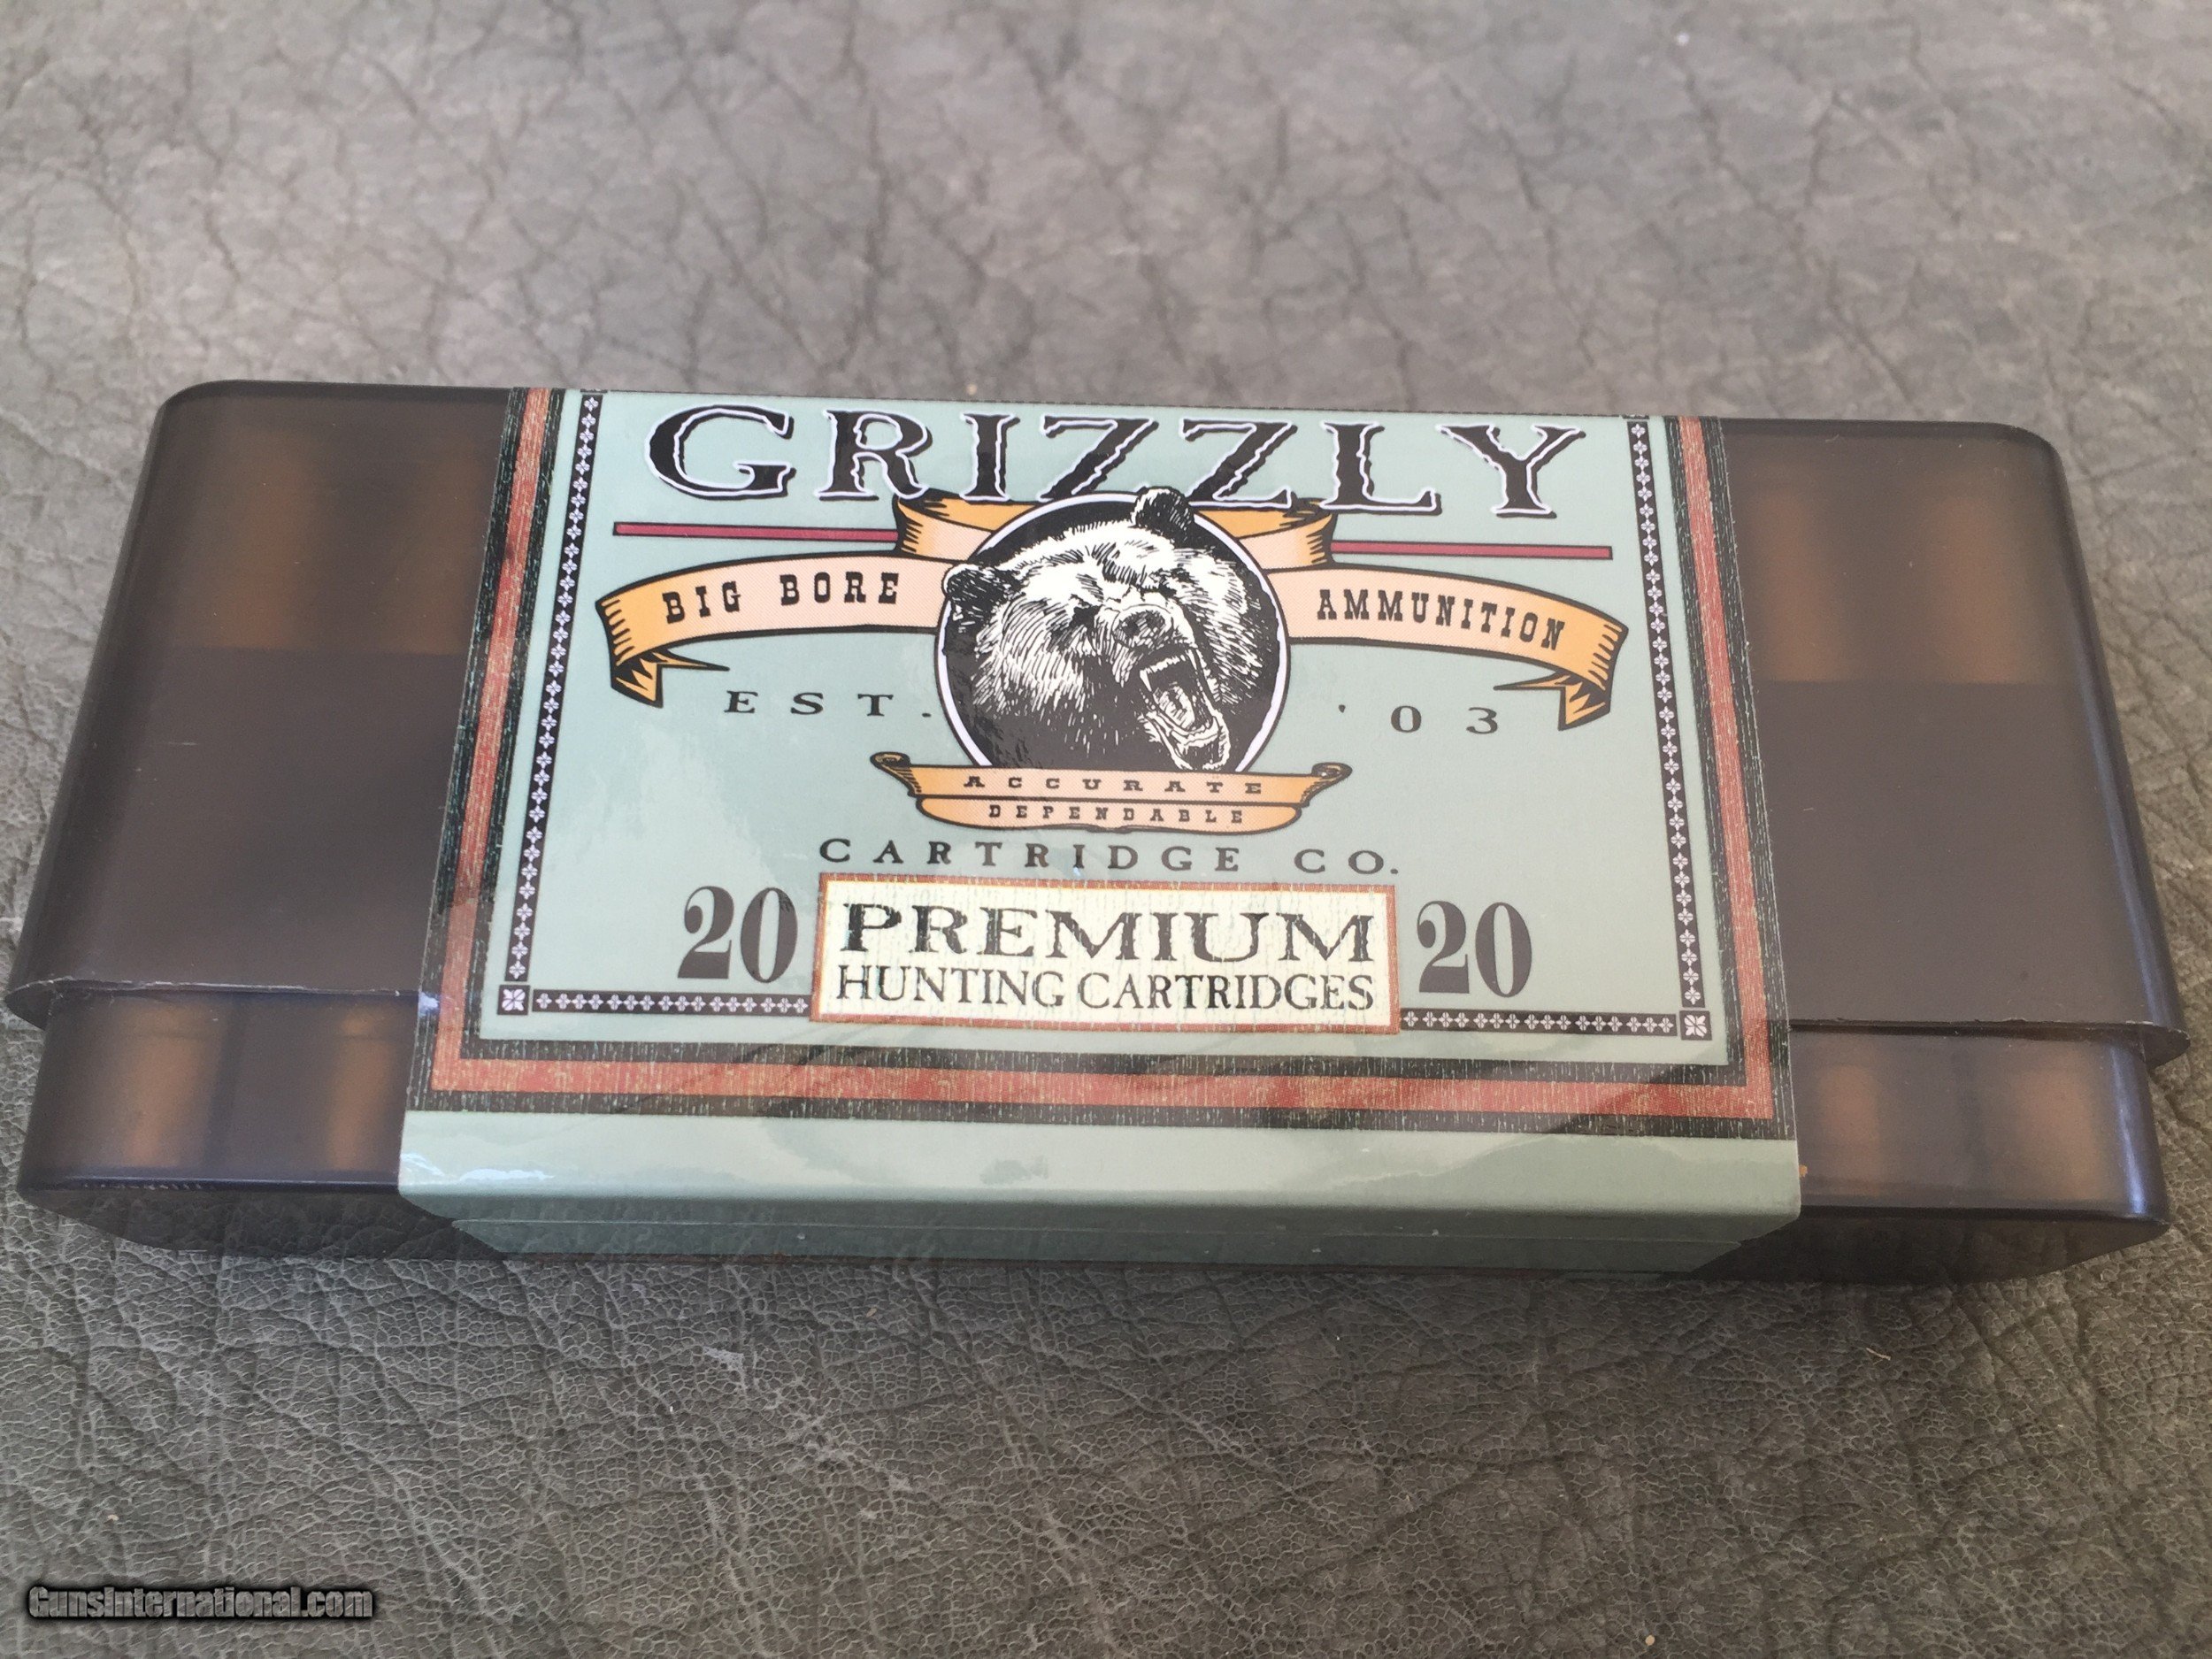 GRIZZLY
BIG BORE AMMUNITION
EST. '03
ACCURATE
DEPENDABLE
CARTRIDGE CO.
20 PREMIUM 20
HUNTING CARTRIDGES
GunsInternational.com